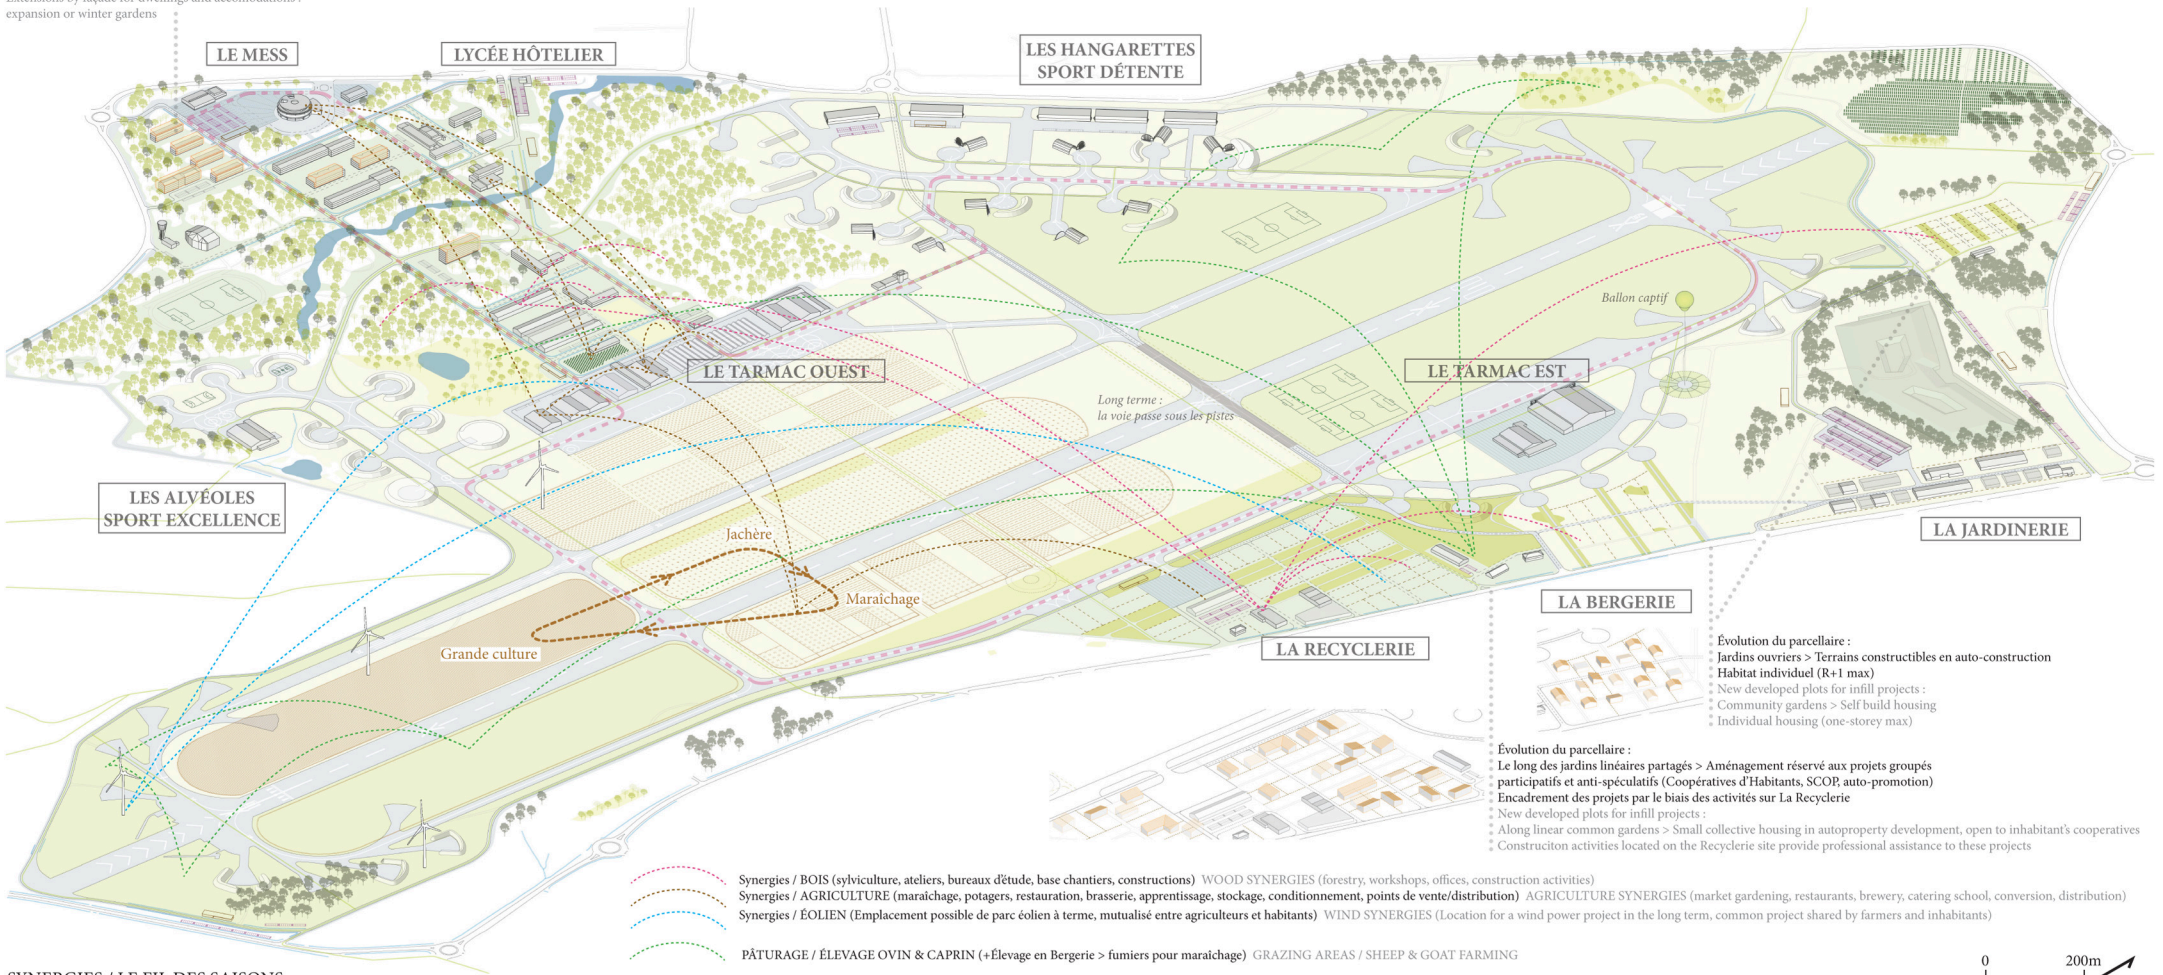 expansion or winter gardens
LE MESS
LYCÉE HÔTELIER
LES HANGARETTES
SPORT DÉTENTE
Ballon captif
LE TARMAC OUEST
LE TARMAC EST
Long terme :
la voie passe sous les pistes
LES ALVÉOLES
SPORT EXCELLENCE
LA JARDINERIE
Jachère
Maraîchage
Grande culture
LA BERGERIE
LA RECYCLERIE
Évolution du parcellaire :
Jardins ouvriers > Terrains constructibles en auto-construction
Habitat individuel (R+1 max)
New developed plots for infill projects :
Community gardens > Self build housing
Individual housing (one-storey max)
Évolution du parcellaire :
Le long des jardins linéaires partagés > Aménagement réservé aux projets groupés
participatifs et anti-spéculatifs (Coopératives d'Habitants, SCOP, auto-promotion)
Encadrement des projets par le biais des activités sur La Recyclerie
New developed plots for infill projects :
Along linear common gardens > Small collective housing in autoproperty development, open to inhabitant's cooperatives
Construciton activities located on the Recyclerie site provide professional assistance to these projects
Synergies / BOIS (sylviculture, ateliers, bureaux d'étude, base chantiers, constructions) WOOD SYNERGIES (forestry, workshops, offices, construction activities)
Synergies / AGRICULTURE (maraîchage, potagers, restauration, brasserie, apprentissage, stockage, conditionnement, points de vente/distribution) AGRICULTURE SYNERGIES (market gardening, restaurants, brewery, catering school, conversion, distribution)
Synergies / ÉOLIEN (Emplacement possible de parc éolien à terme, mutualisé entre agriculteurs et habitants) WIND SYNERGIES (Location for a wind power project in the long term, common project shared by farmers and inhabitants)
PÂTURAGE / ÉLEVAGE OVIN & CAPRIN (+Élevage en Bergerie > fumiers pour maraîchage) GRAZING AREAS / SHEEP & GOAT FARMING
0 200m